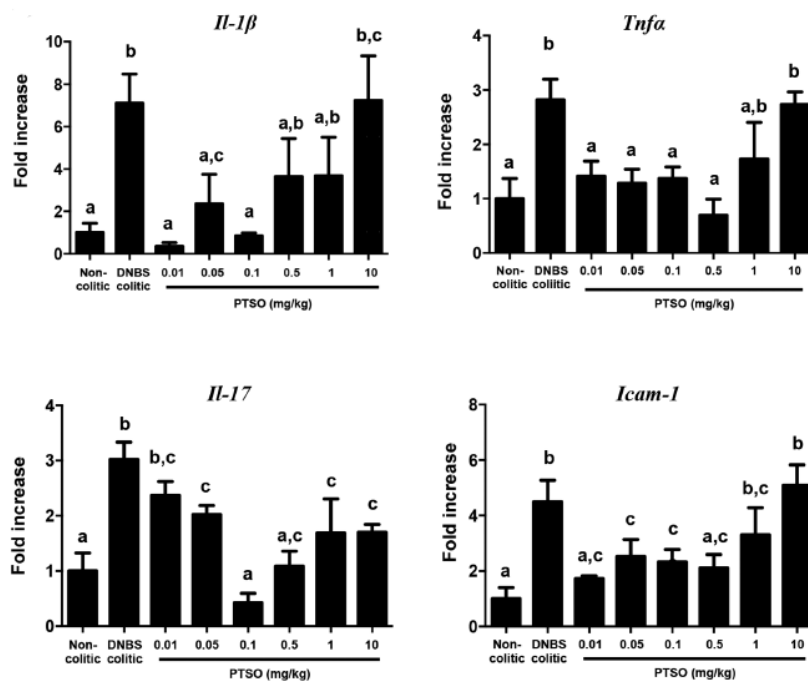 Il-1β
Fold increase
10
8
6
4
2
0
a
b
a
a,c
a
a,b
a,b
b,c
Non-
colitic
DNBS
colitic
0.01
0.05
0.1
0.5
1
10
PTSO (mg/kg)
Tnfα
Fold increase
4
3
2
1
0
a
b
a
a
a
a
a,b
b
Non-
colitic
DNBS
colitic
0.01
0.05
0.1
0.5
1
10
PTSO (mg/kg)
Il-17
Fold increase
4
3
2
1
0
a
b
b,c
c
a
a,c
c
c
Non-
colitic
DNBS
colitic
0.01
0.05
0.1
0.5
1
10
PTSO (mg/kg)
Icam-1
Fold increase
8
6
4
2
0
a
b
a,c
c
c
a,c
b,c
b
Non-
colitic
DNBS
colitic
0.01
0.05
0.1
0.5
1
10
PTSO (mg/kg)